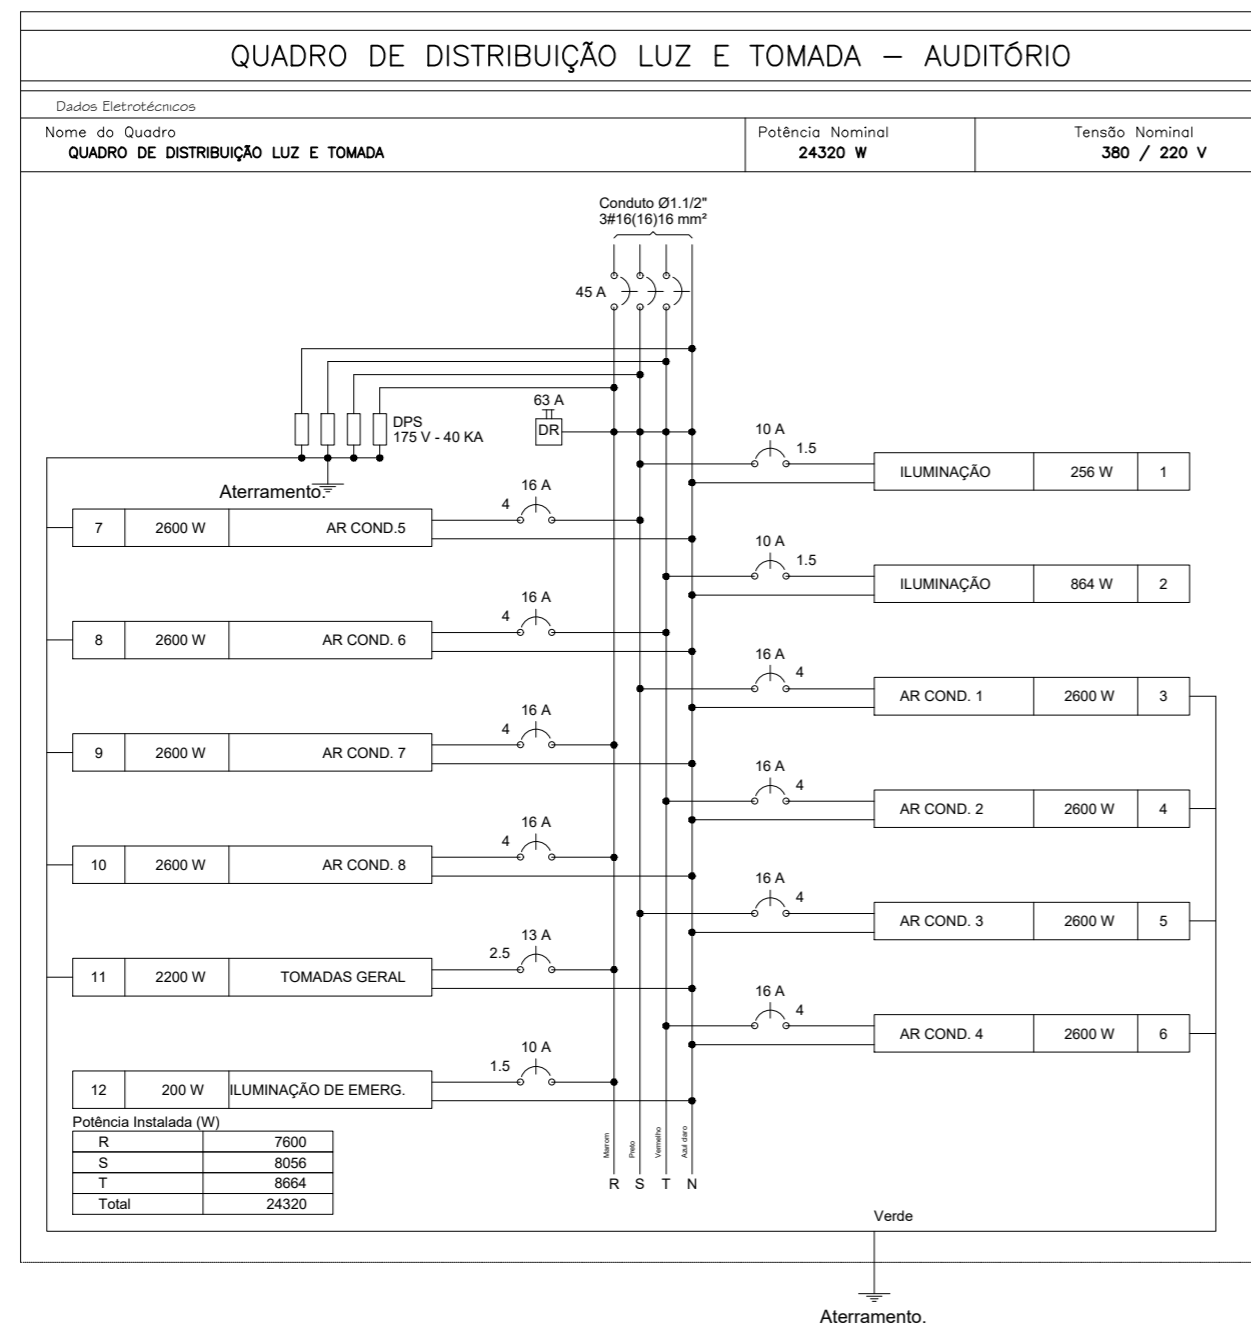 QUADRO DE DISTRIBUIÇÃO LUZ E TOMADA – AUDITÓRIO
Dados Eletrotécnicos
Nome do Quadro
QUADRO DE DISTRIBUIÇÃO LUZ E TOMADA
Potência Nominal
24320 W
Tensão Nominal
380 / 220 V
Conduto Ø1.1/2"
3#16(16)16 mm²
45 A
DPS
175 V - 40 KA
63 A
DR
Aterramento.
10 A
1.5
ILUMINAÇÃO 256 W 1
16 A
4
7 2600 W AR COND.5
10 A
1.5
ILUMINAÇÃO 864 W 2
16 A
4
8 2600 W AR COND. 6
16 A
4
AR COND. 1 2600 W 3
16 A
4
9 2600 W AR COND. 7
16 A
4
AR COND. 2 2600 W 4
16 A
4
10 2600 W AR COND. 8
16 A
4
AR COND. 3 2600 W 5
13 A
2.5
11 2200 W TOMADAS GERAL
16 A
4
AR COND. 4 2600 W 6
10 A
1.5
12 200 W ILUMINAÇÃO DE EMERG.
Potência Instalada (W)
R 7600
S 8056
T 8664
Total 24320
Marrom
Preto
Vermelho
Azul claro
R S T N
Verde
Aterramento.